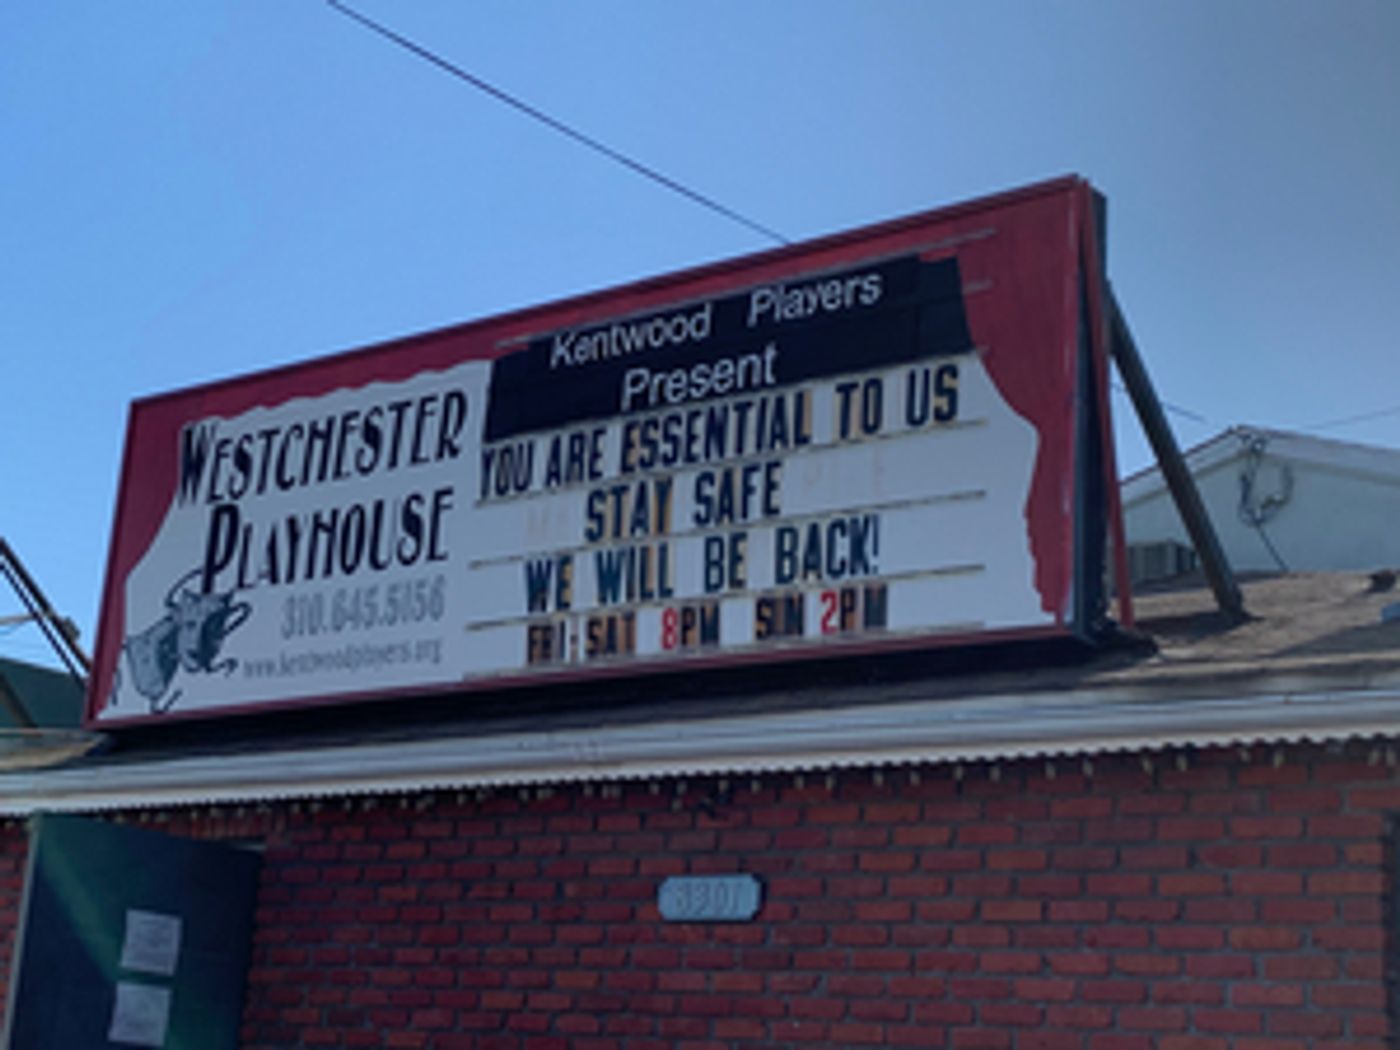 WESTCHESTER
PLAYHOUSE
310.645.5156
www.kentwoodplayers.org
Kentwood Players
Present
YOU ARE ESSENTIAL TO US
STAY SAFE
WE WILL BE BACK!
FRI-SAT 8PM SUN 2PM
8301